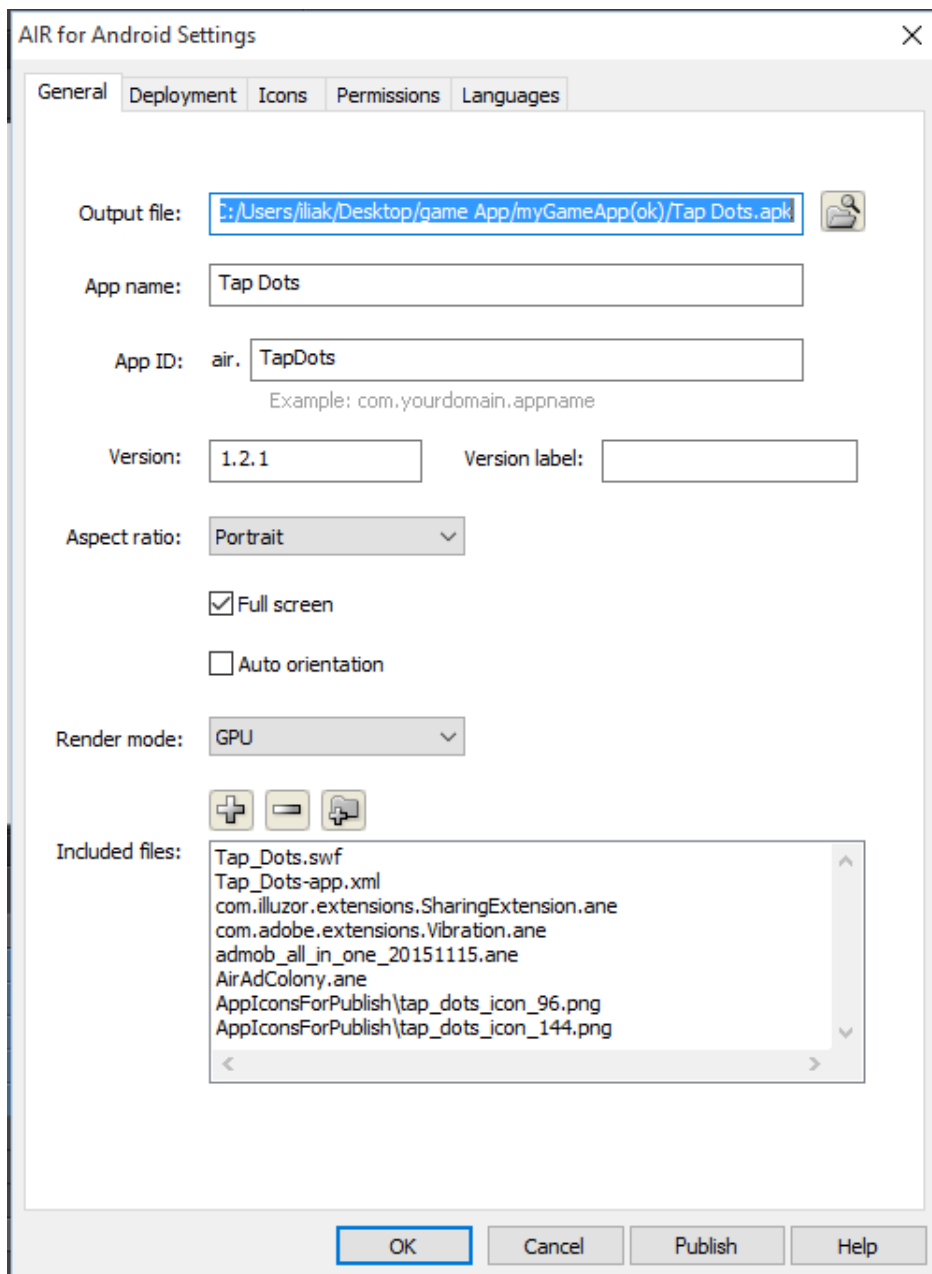 AIR for Android Settings
General Deployment Icons Permissions Languages
Output file: C:/Users/iliak/Desktop/game App/myGameApp(ok)/Tap Dots.apk
App name: Tap Dots
App ID: air. TapDots
Example: com.yourdomain.appname
Version: 1.2.1 Version label:
Aspect ratio: Portrait
Full screen
Auto orientation
Render mode: GPU
Included files:
Tap_Dots.swf
Tap_Dots-app.xml
com.illuzor.extensions.SharingExtension.ane
com.adobe.extensions.Vibration.ane
admob_all_in_one_20151115.ane
AirAdColony.ane
AppIconsForPublish\tap_dots_icon_96.png
AppIconsForPublish\tap_dots_icon_144.png
OK Cancel Publish Help